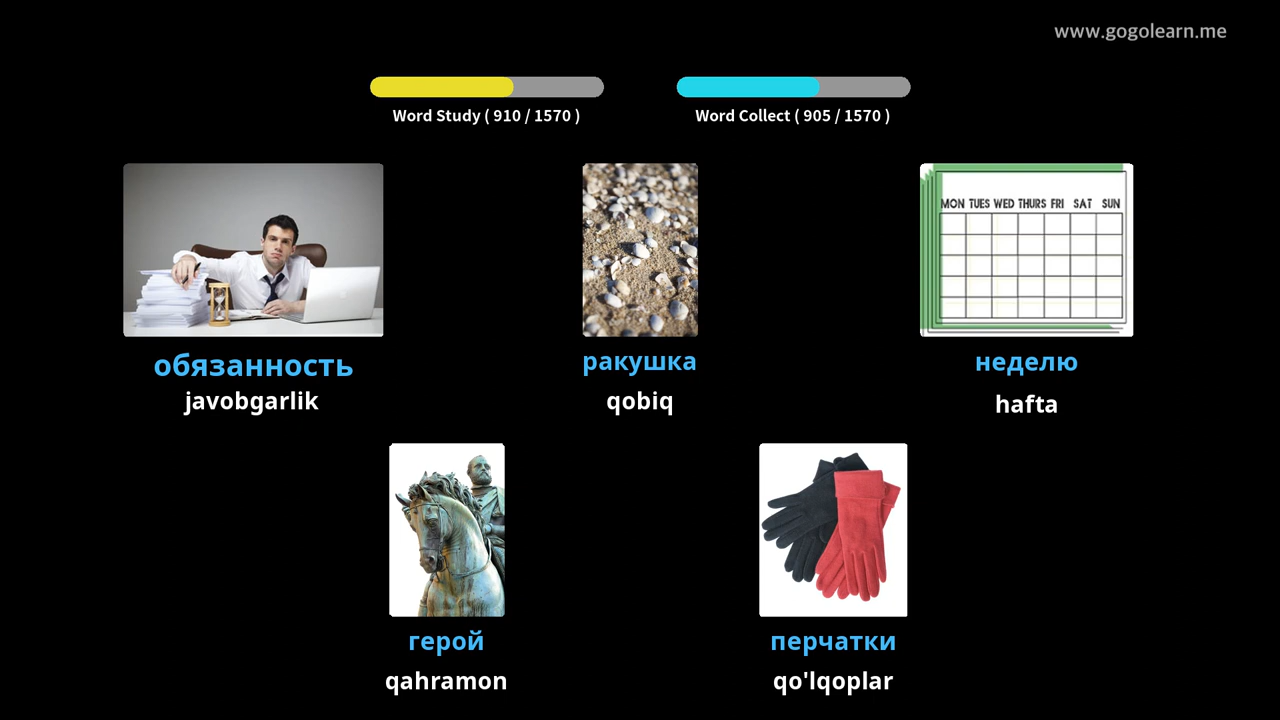 www.gogolearn.me
Word Study ( 910 / 1570 )
Word Collect ( 905 / 1570 )
MON TUES WED THURS FRI SAT SUN
обязанность
javobgarlik
ракушка
qobiq
неделю
hafta
герой
qahramon
перчатки
qo'lqoplar